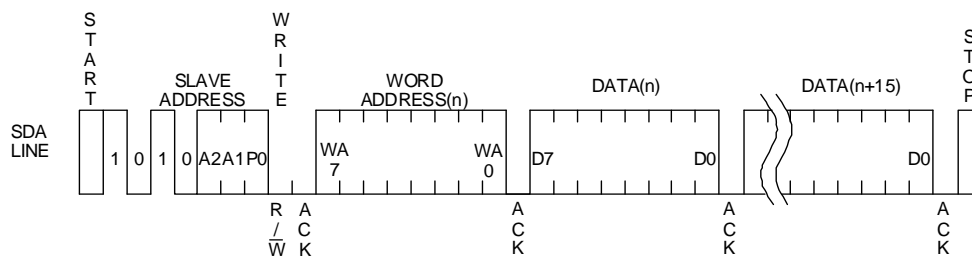 START
WRITE
STOP
SLAVE
ADDRESS
WORD
ADDRESS(n)
DATA(n)
DATA(n+15)
SDA
LINE
1 0 1 0 A2 A1 P0
WA
7
WA
0
D7
D0
D0
R/W
ACK
ACK
ACK
ACK